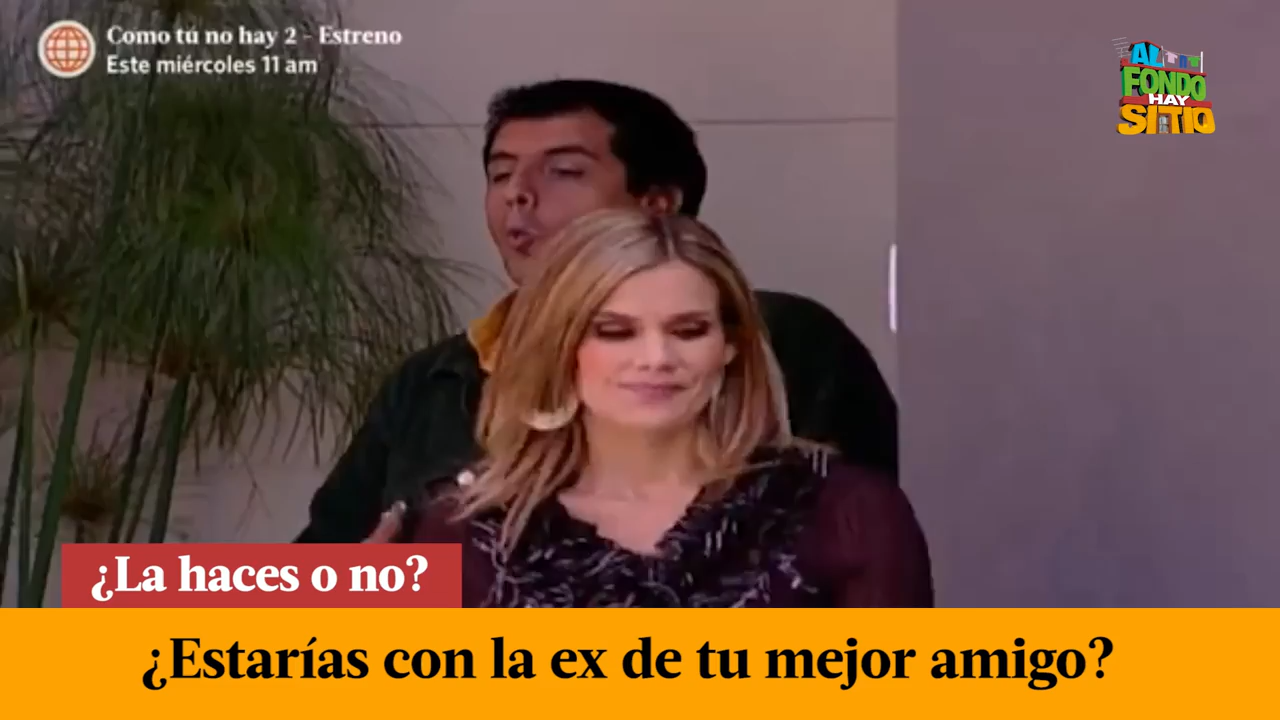 Como tú no hay 2 - Estreno
Este miércoles 11 am
AL
FONDO
HAY
SITIO
¿La haces o no?
¿Estarías con la ex de tu mejor amigo?